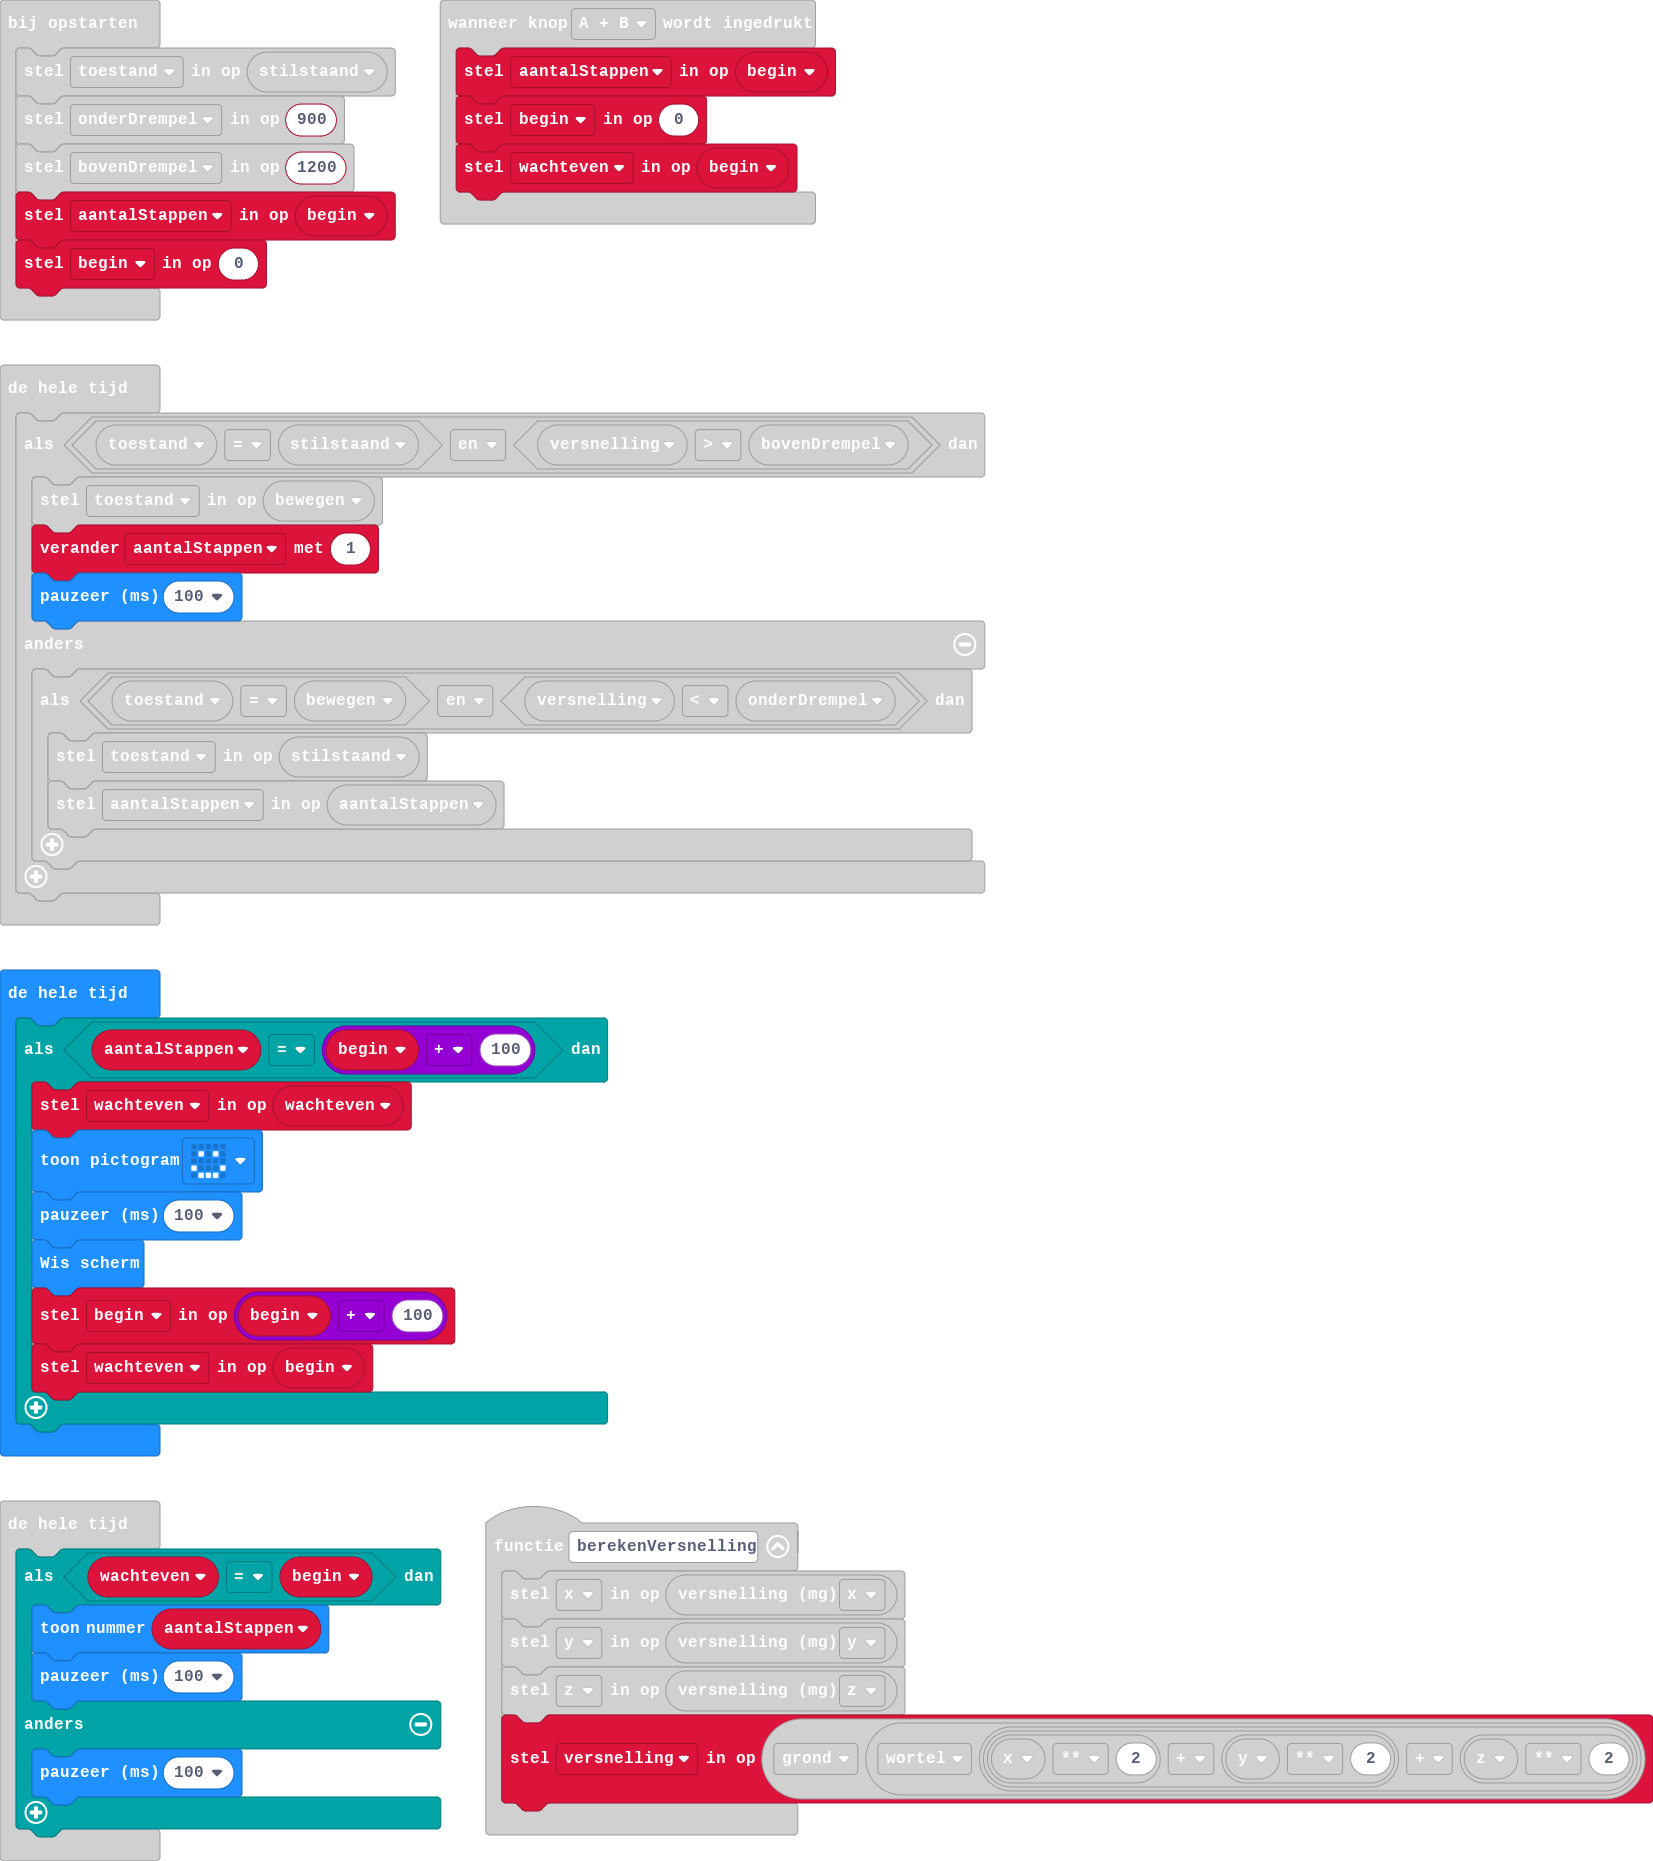 bij opstarten
stel toestand in op stilstaand
stel onderDrempel in op 900
stel bovenDrempel in op 1200
stel aantalStappen in op begin
stel begin in op 0
wanneer knop A + B wordt ingedrukt
stel aantalStappen in op begin
stel begin in op 0
stel wachteven in op begin
de hele tijd
als toestand = stilstaand en versnelling > bovenDrempel dan
stel toestand in op bewegen
verander aantalStappen met 1
pauzeer (ms) 100
anders
als toestand = bewegen en versnelling < onderDrempel dan
stel toestand in op stilstaand
stel aantalStappen in op aantalStappen
de hele tijd
als aantalStappen = begin + 100 dan
stel wachteven in op wachteven
toon pictogram
pauzeer (ms) 100
Wis scherm
stel begin in op begin + 100
stel wachteven in op begin
de hele tijd
als wachteven = begin dan
toon nummer aantalStappen
pauzeer (ms) 100
anders
pauzeer (ms) 100
functie berekenVersnelling
stel x in op versnelling (mg) x
stel y in op versnelling (mg) y
stel z in op versnelling (mg) z
stel versnelling in op grond wortel x ** 2 + y ** 2 + z ** 2